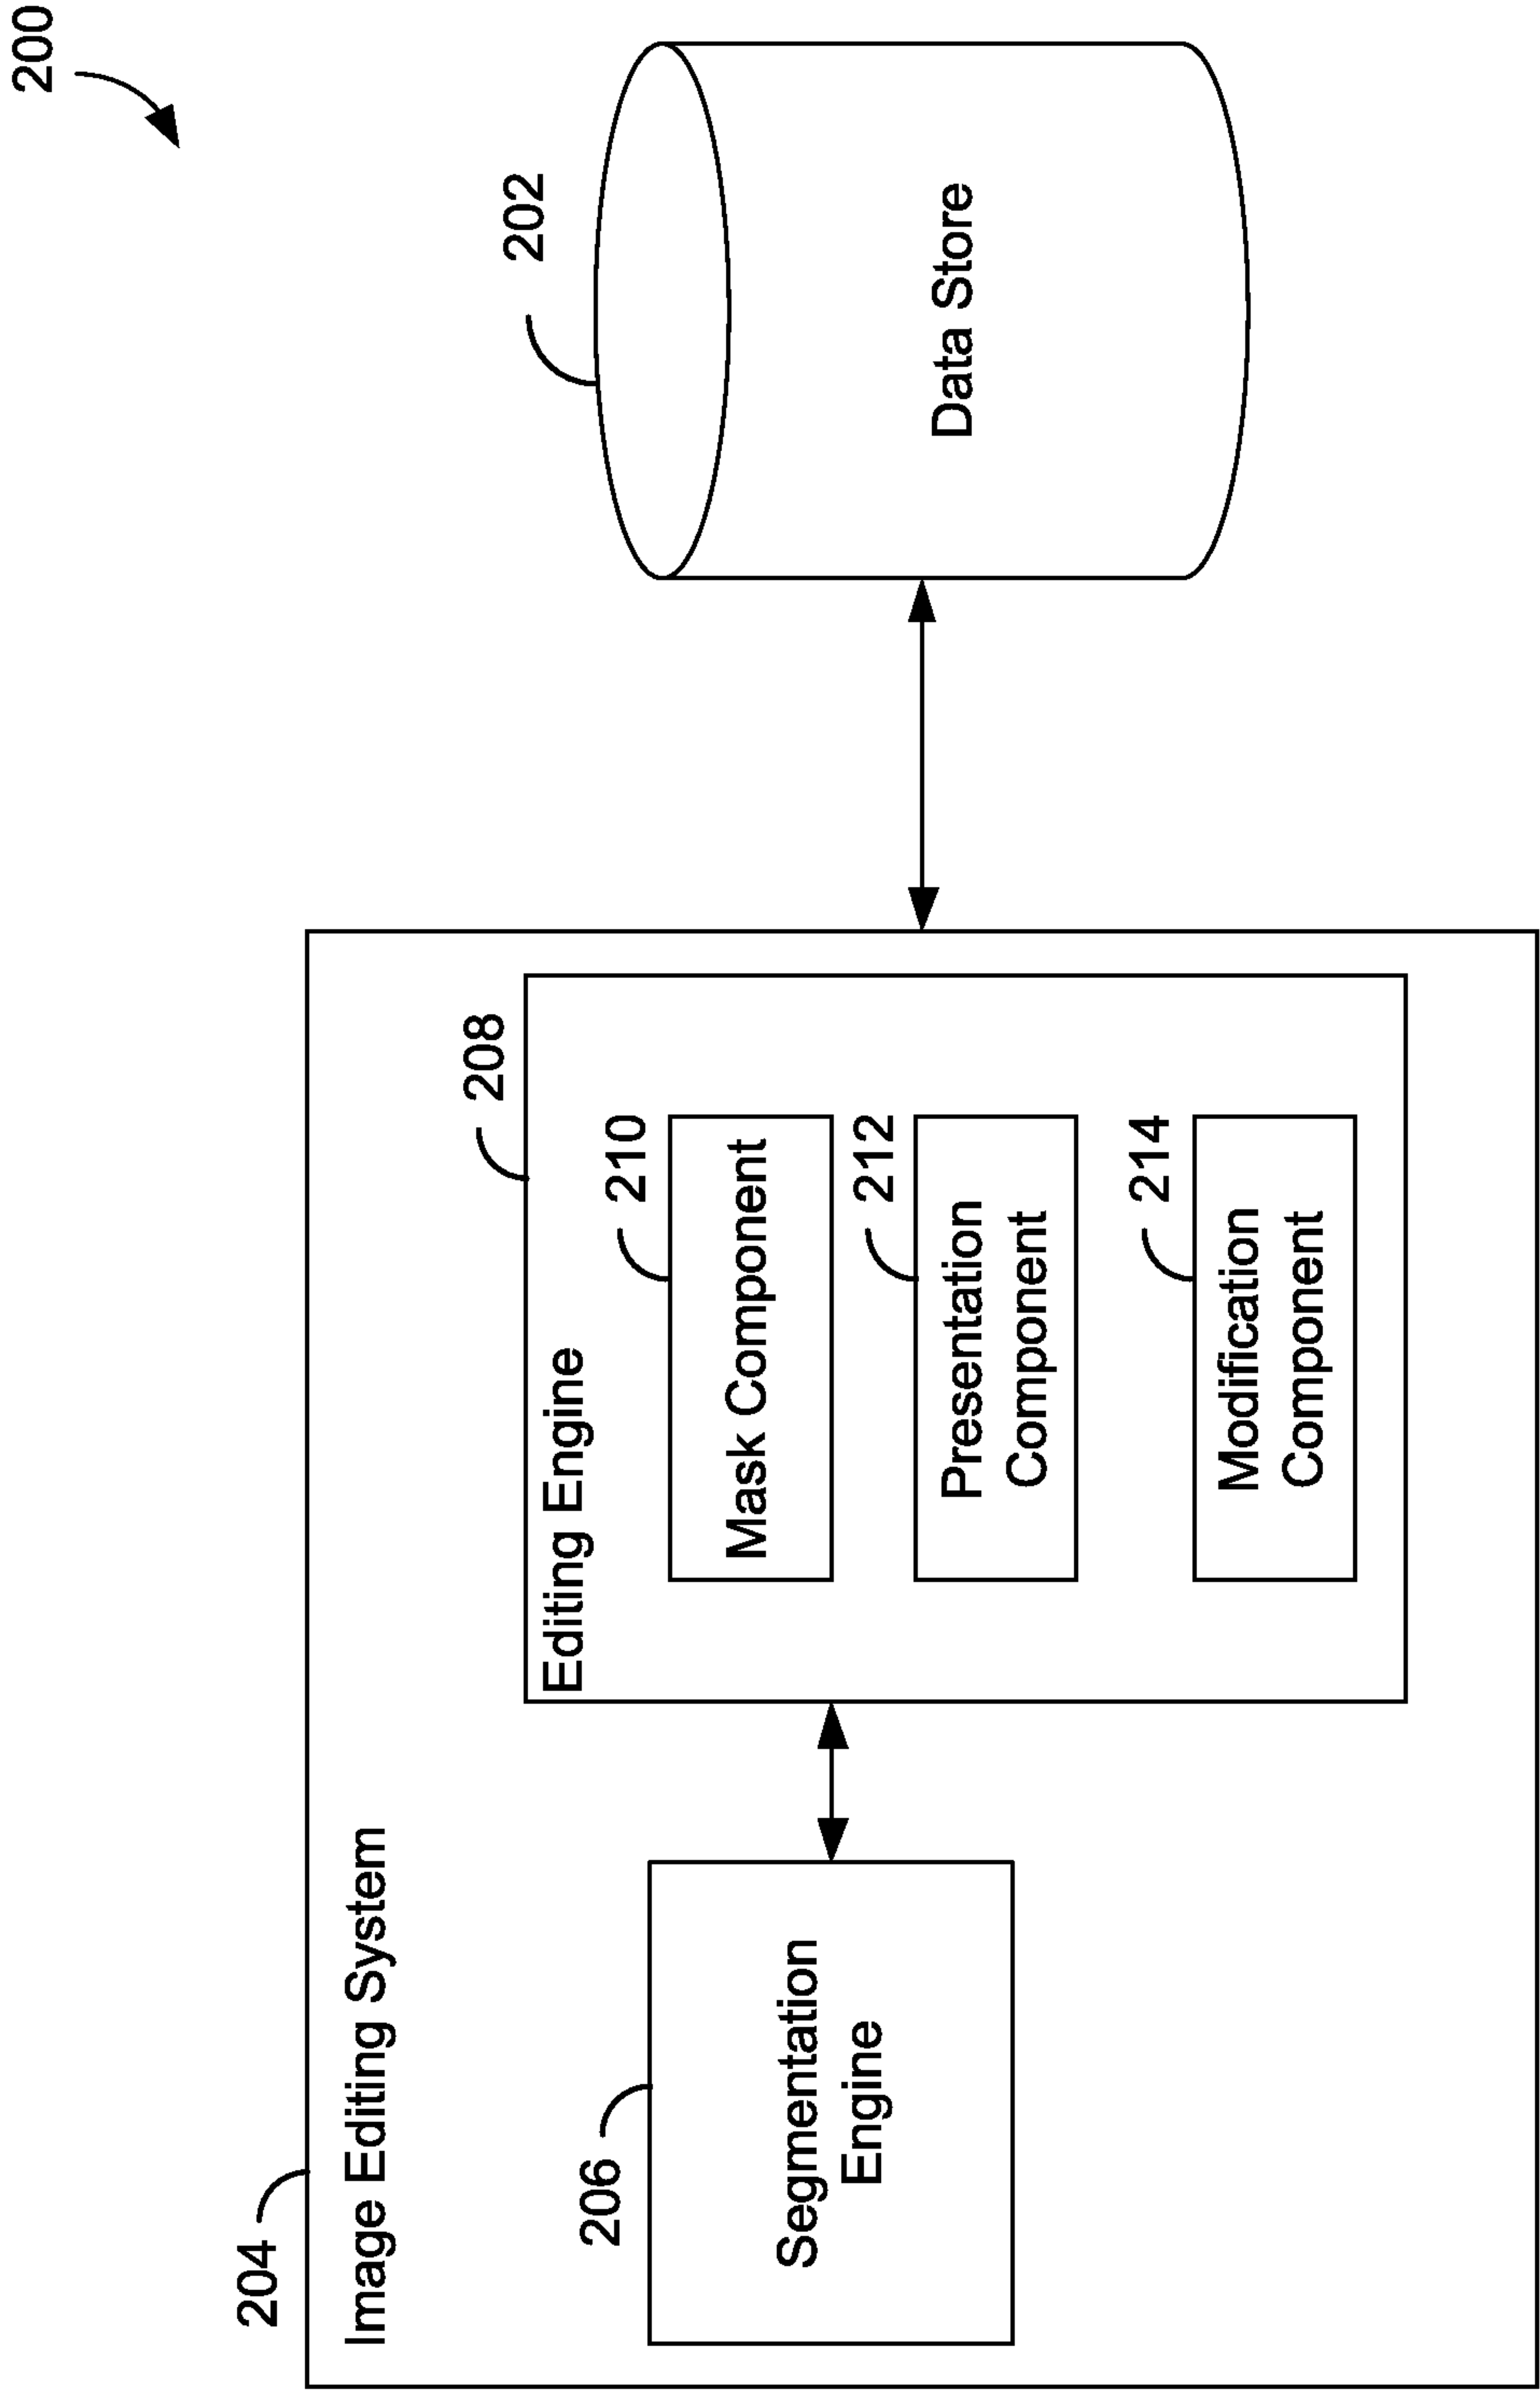 200
204
Image Editing System
206
Segmentation
Engine
208
Editing Engine
210
Mask Component
212
Presentation
Component
214
Modification
Component
202
Data Store